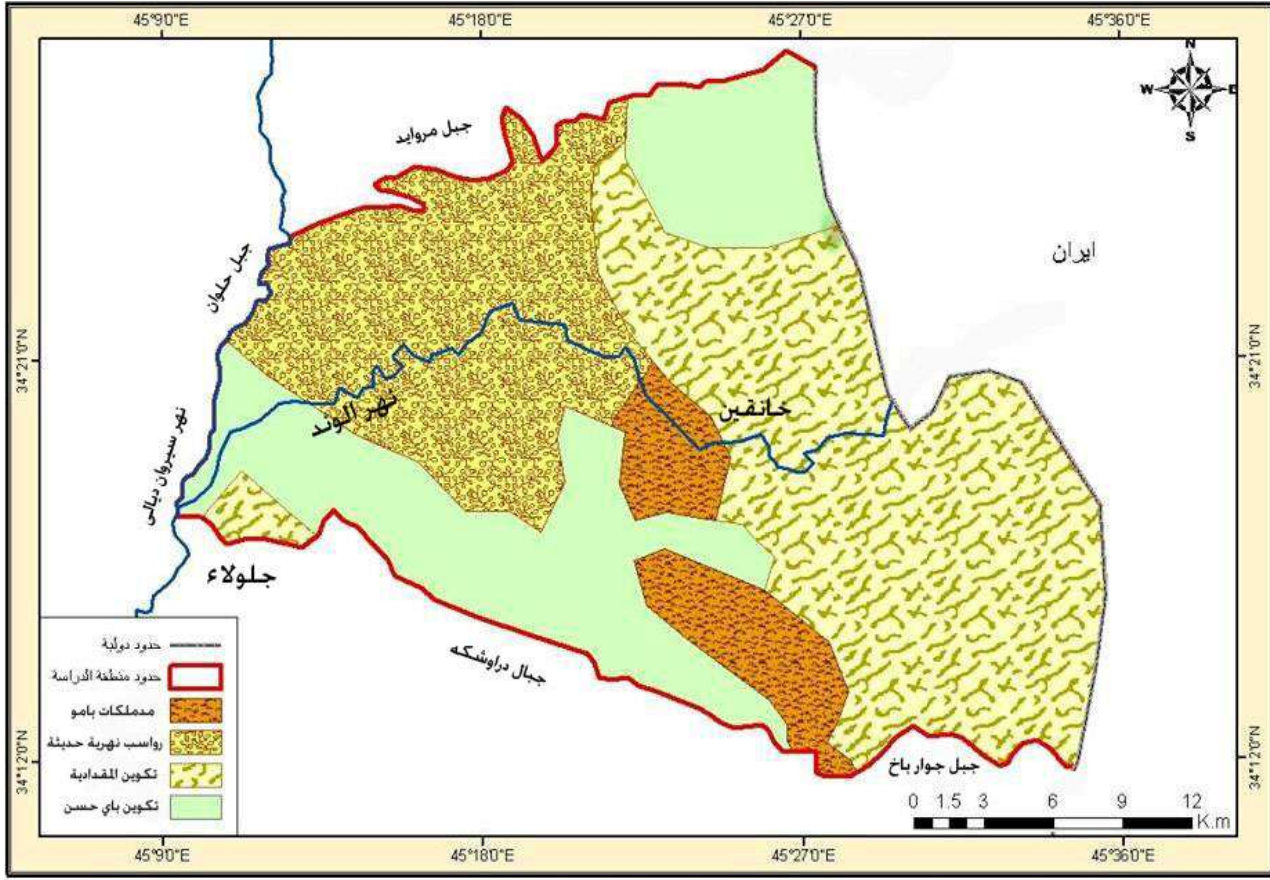 45°9'0"E
45°18'0"E
45°27'0"E
45°36'0"E
N
W
E
S
جبل مروايد
ايران
جبل حلوان
34°21'0"N
34°21'0"N
خانقين
نهر الوند
نهر سيروان ديالى
جلولاء
جبال دراوشكه
حدود دولية
حدود منطقة الدراسة
مدملكات بامو
رواسب نهرية حديثة
تكوين المقدادية
تكوين باي حسن
34°12'0"N
34°12'0"N
جبل جوارباخ
0 1.5 3 6 9 12
K.m
45°9'0"E
45°18'0"E
45°27'0"E
45°36'0"E